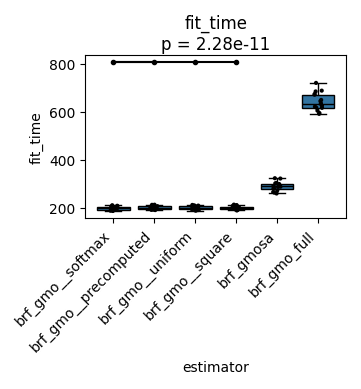 fit_time
p = 2.28e-11
fit_time
800
600
400
200
brf_gmo__softmax
brf_gmo__precomputed
brf_gmo__uniform
brf_gmo__square
brf_gmosa
brf_gmo_full
estimator